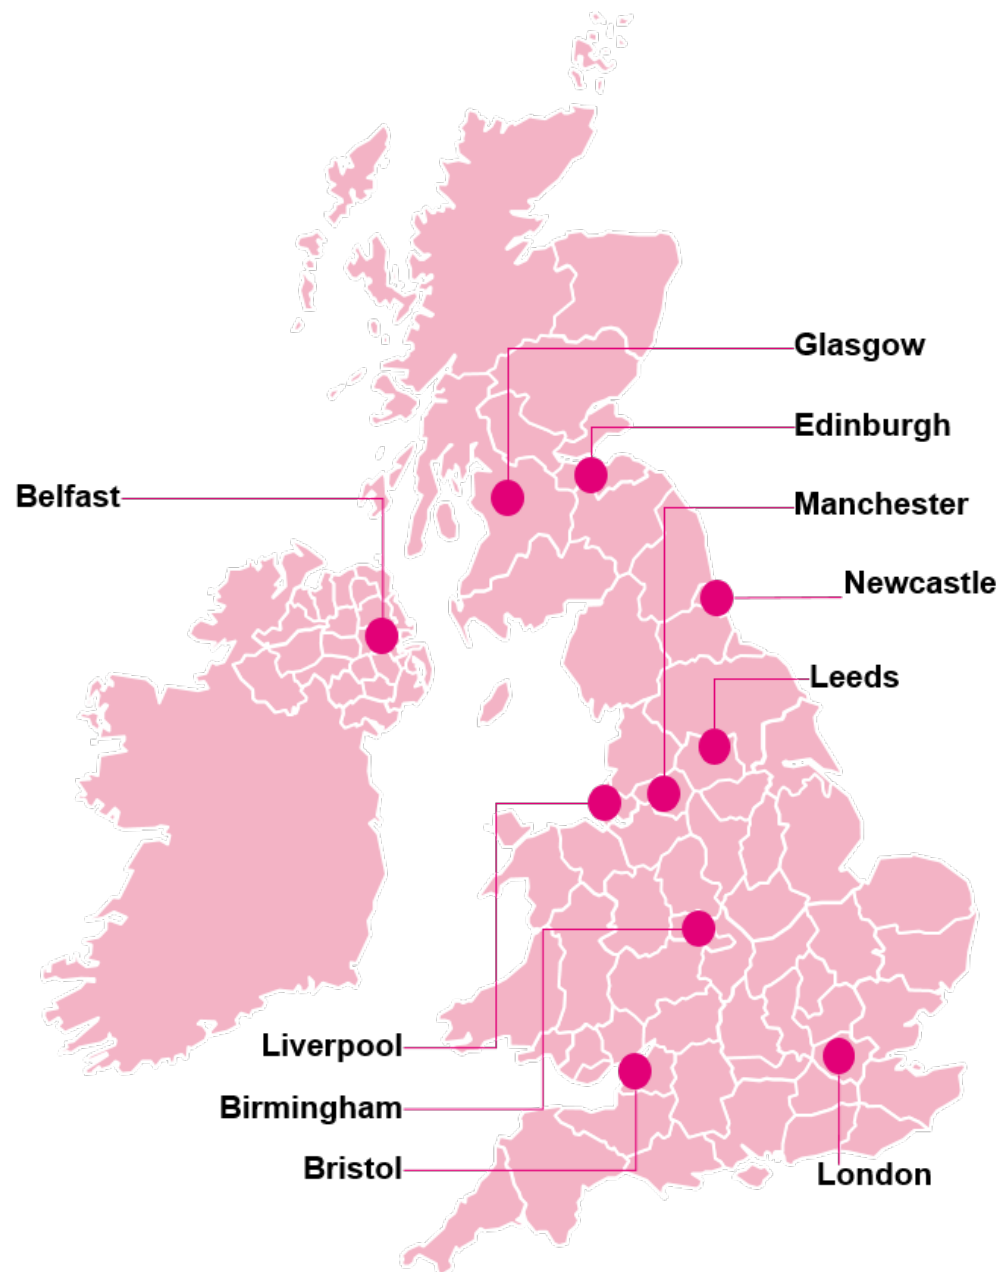 Glasgow
Edinburgh
Belfast
Manchester
Newcastle
Leeds
Liverpool
Birmingham
Bristol
London